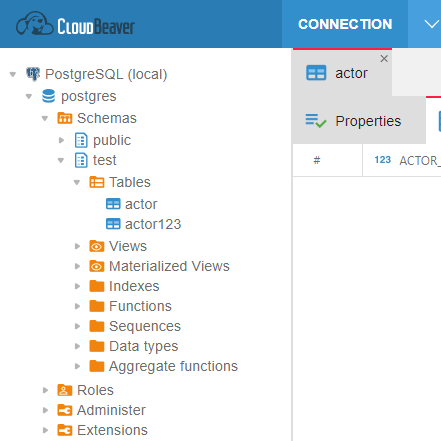 CloudBeaver
CONNECTION
PostgreSQL (local)
postgres
Schemas
public
test
Tables
actor
actor123
Views
Materialized Views
Indexes
Functions
Sequences
Data types
Aggregate functions
Roles
Administer
Extensions
actor
Properties
# 123 ACTOR_